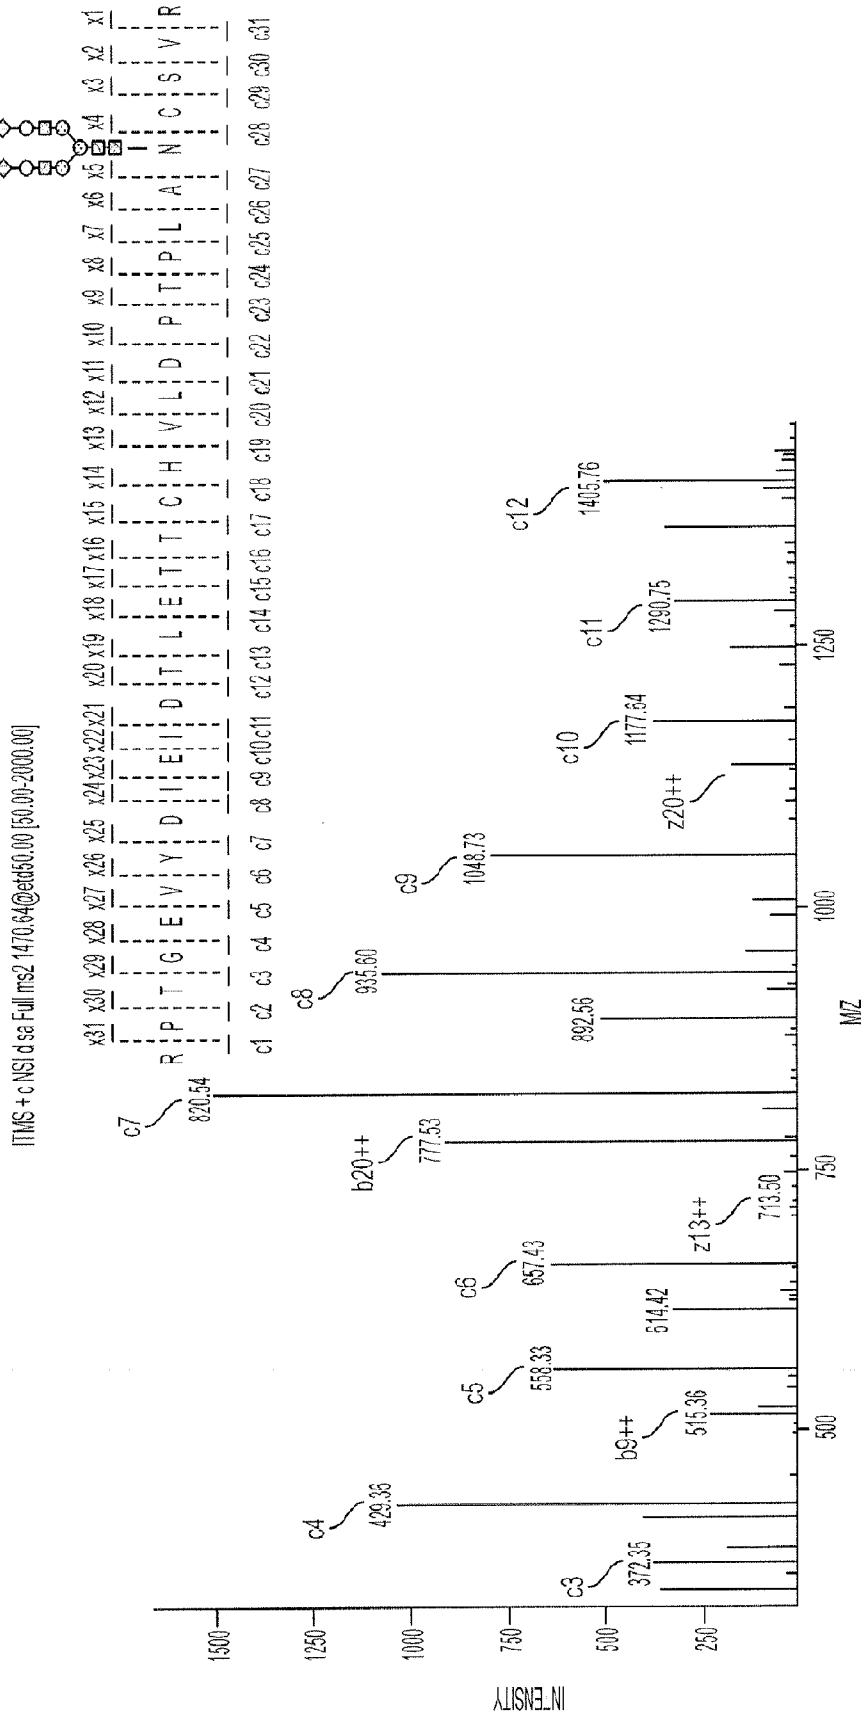 ITMS + c NSI d sa Full ms2 1470.64@etd50.00 [50.00-2000.00]
x31 x30 x29 x28 x27 x26 x25 x24 x23 x22 x21 x20 x19 x18 x17 x16 x15 x14 x13 x12 x11 x10 x9 x8 x7 x6 x5 x4 x3 x2 x1
R P T G E V Y D I E I D T L E T T C H V L D P T P L A N C S V R
c1 c2 c3 c4 c5 c6 c7 c8 c9 c10 c11 c12 c13 c14 c15 c16 c17 c18 c19 c20 c21 c22 c23 c24 c25 c26 c27 c28 c29 c30 c31
INTENSITY
1500
1250
1000
750
500
250
c3
372.35
c4
429.36
b9++
515.36
c5
558.33
614.42
c6
657.43
z13++
713.50
b20++
777.53
c7
820.54
892.56
c8
935.60
c9
1048.73
z20++
c10
1177.64
c11
1290.75
c12
1405.76
500
750
1000
1250
M/Z